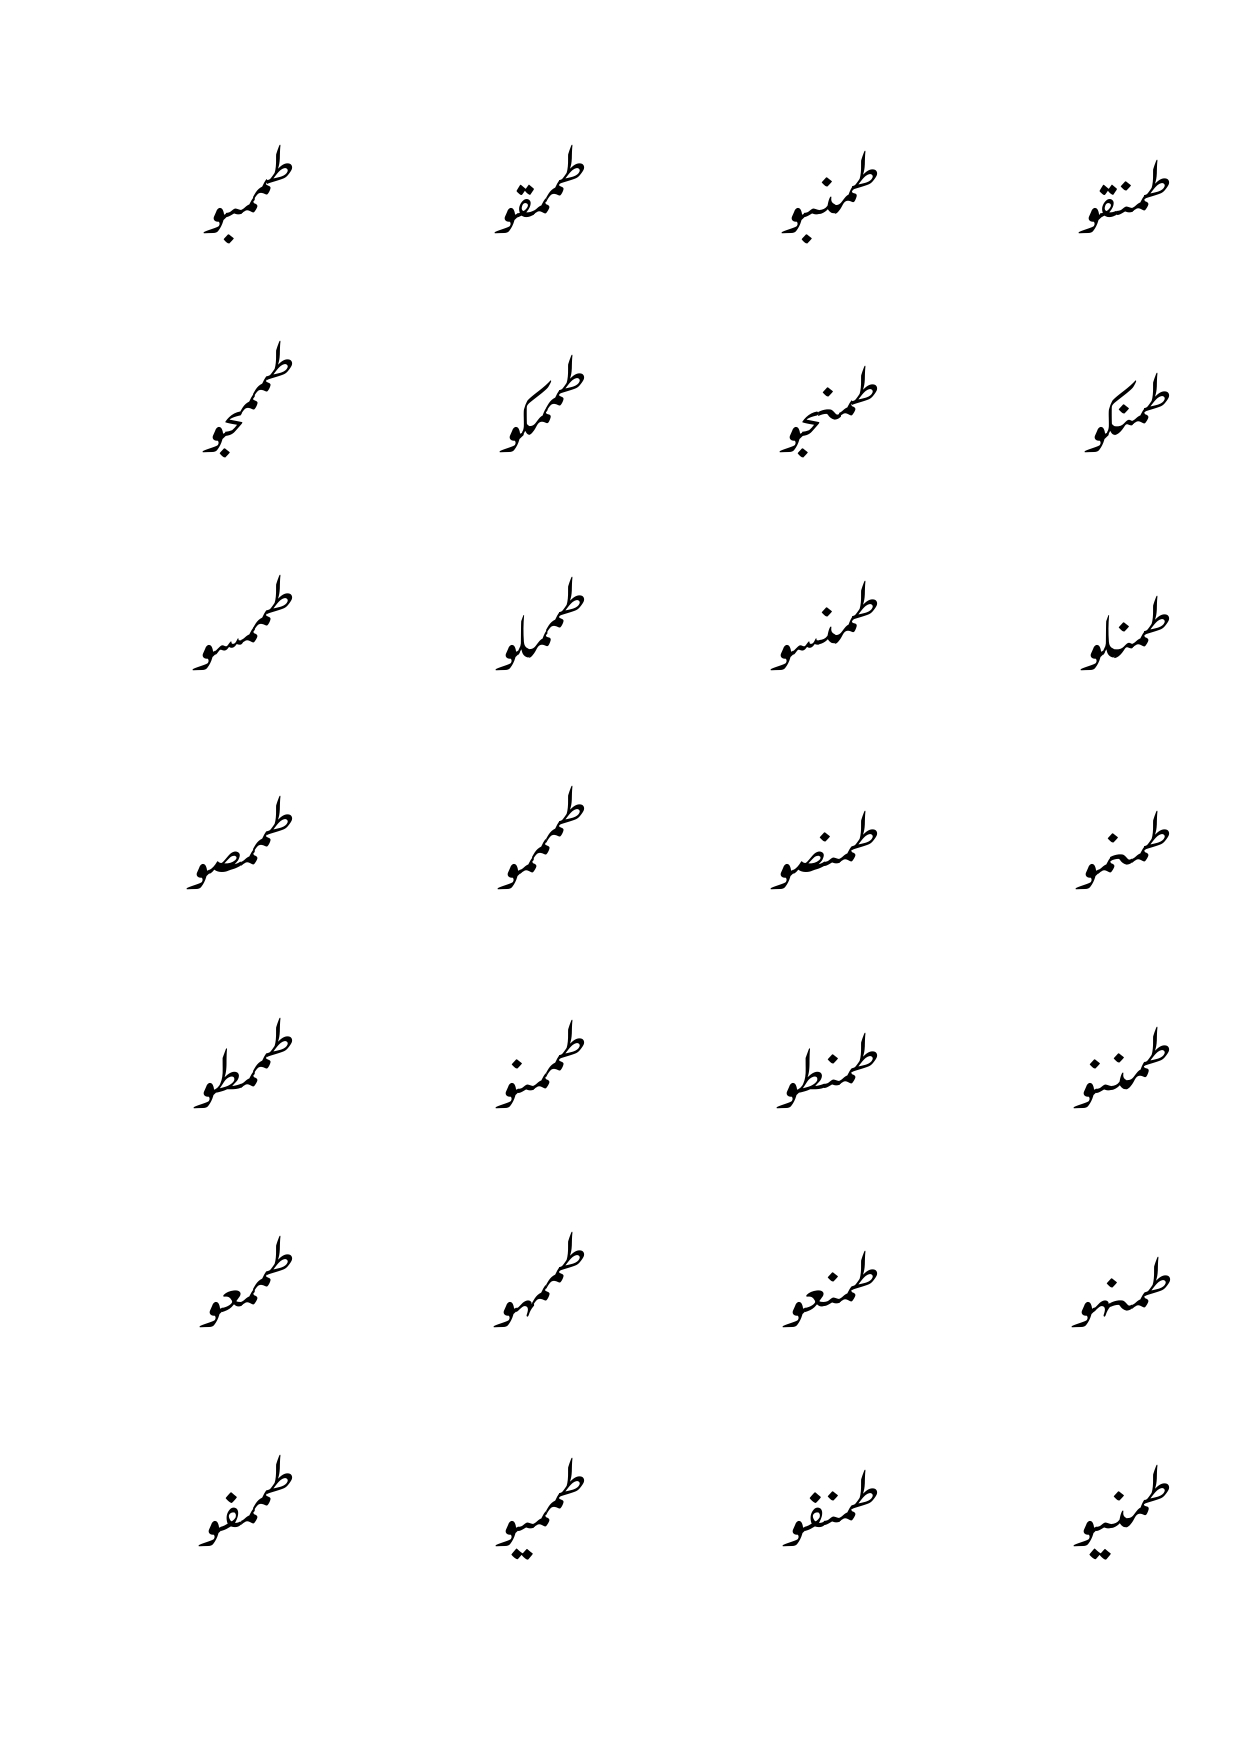 طمنقو طمنبو طممقو طممبو
طمنكو طمنجو طممكو طممجو
طمنلو طمنسو طمملو طممسو
طمنمو طمنصو طمممو طممصو
طمننو طمنطو طممنو طممطو
طمنهو طمنعو طممهو طممعو
طمنيو طمنفو طمميو طممفو